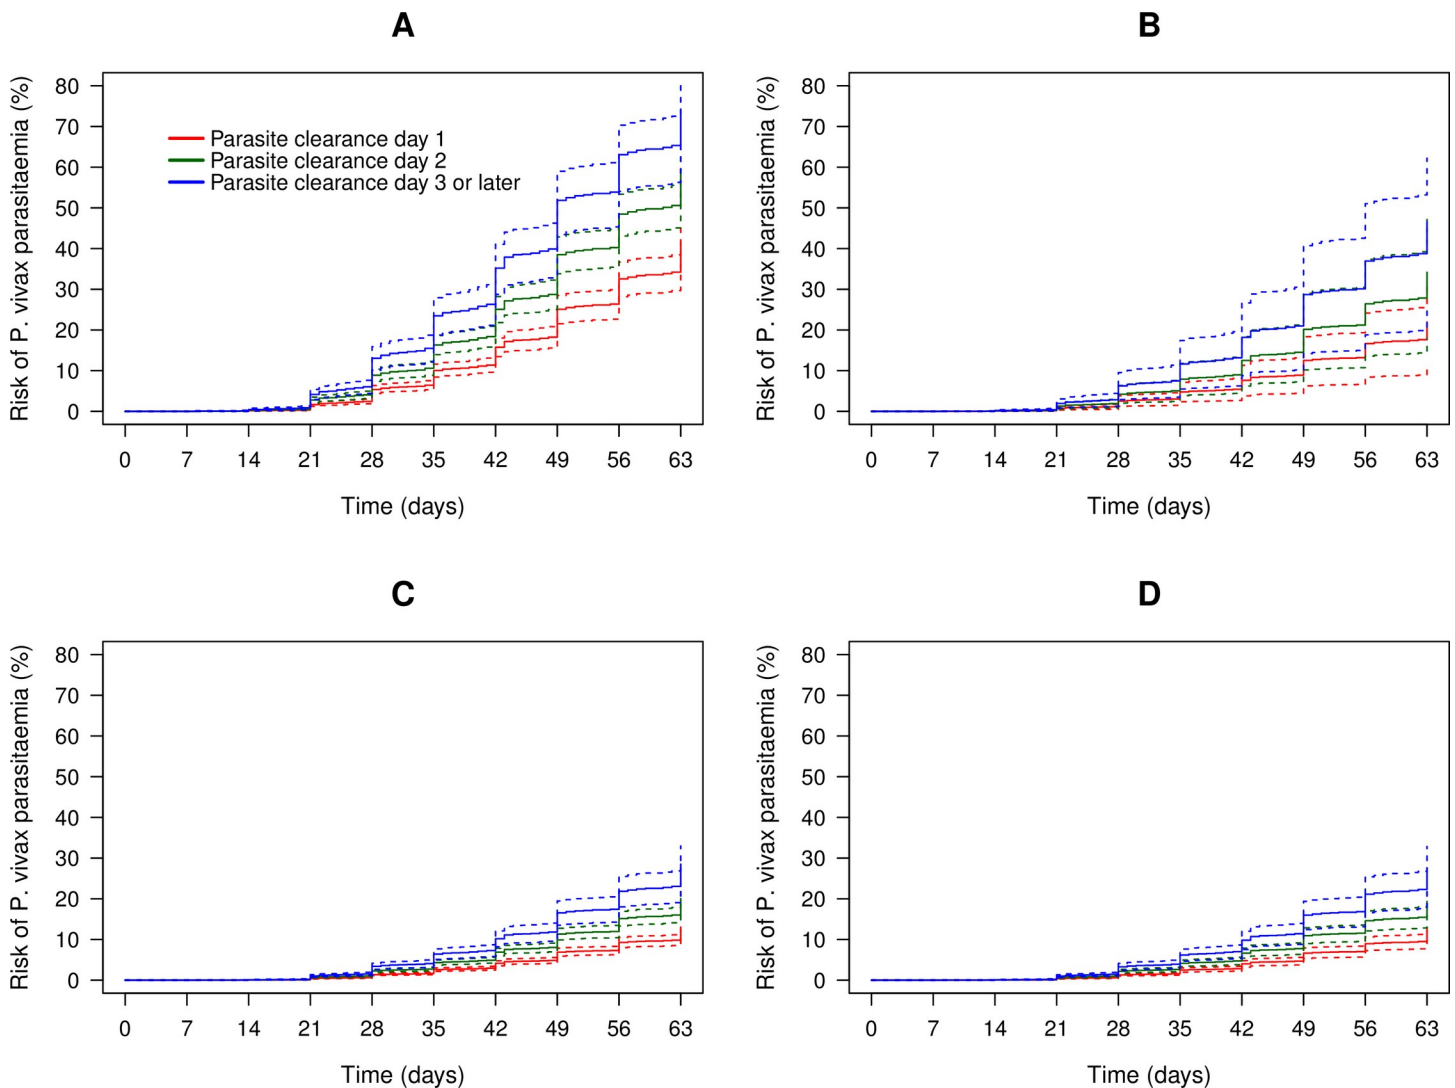 A
Risk of P. vivax parasitaemia (%)
80
70
60
50
40
30
20
10
0
Parasite clearance day 1
Parasite clearance day 2
Parasite clearance day 3 or later
0 7 14 21 28 35 42 49 56 63
Time (days)
B
Risk of P. vivax parasitaemia (%)
80
70
60
50
40
30
20
10
0
0 7 14 21 28 35 42 49 56 63
Time (days)
C
Risk of P. vivax parasitaemia (%)
80
70
60
50
40
30
20
10
0
0 7 14 21 28 35 42 49 56 63
Time (days)
D
Risk of P. vivax parasitaemia (%)
80
70
60
50
40
30
20
10
0
0 7 14 21 28 35 42 49 56 63
Time (days)